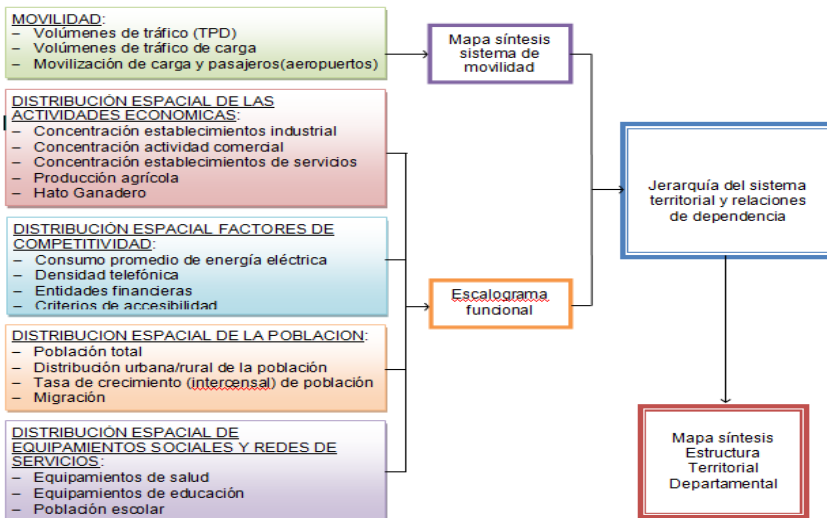 MOVILIDAD:
– Volúmenes de tráfico (TPD)
– Volúmenes de tráfico de carga
– Movilización de carga y pasajeros(aeropuertos)
DISTRIBUCIÓN ESPACIAL DE LAS
ACTIVIDADES ECONOMICAS:
– Concentración establecimientos industrial
– Concentración actividad comercial
– Concentración establecimientos de servicios
– Producción agrícola
– Hato Ganadero
DISTRIBUCIÓN ESPACIAL FACTORES DE
COMPETITIVIDAD:
– Consumo promedio de energía eléctrica
– Densidad telefónica
– Entidades financieras
– Criterios de accesibilidad
DISTRIBUCION ESPACIAL DE LA POBLACION:
– Población total
– Distribución urbana/rural de la población
– Tasa de crecimiento (intercensal) de población
– Migración
DISTRIBUCIÓN ESPACIAL DE
EQUIPAMIENTOS SOCIALES Y REDES DE
SERVICIOS:
– Equipamientos de salud
– Equipamientos de educación
– Población escolar
Mapa síntesis
sistema de
movilidad
Escalograma
funcional
Jerarquía del sistema
territorial y relaciones
de dependencia
Mapa síntesis
Estructura
Territorial
Departamental